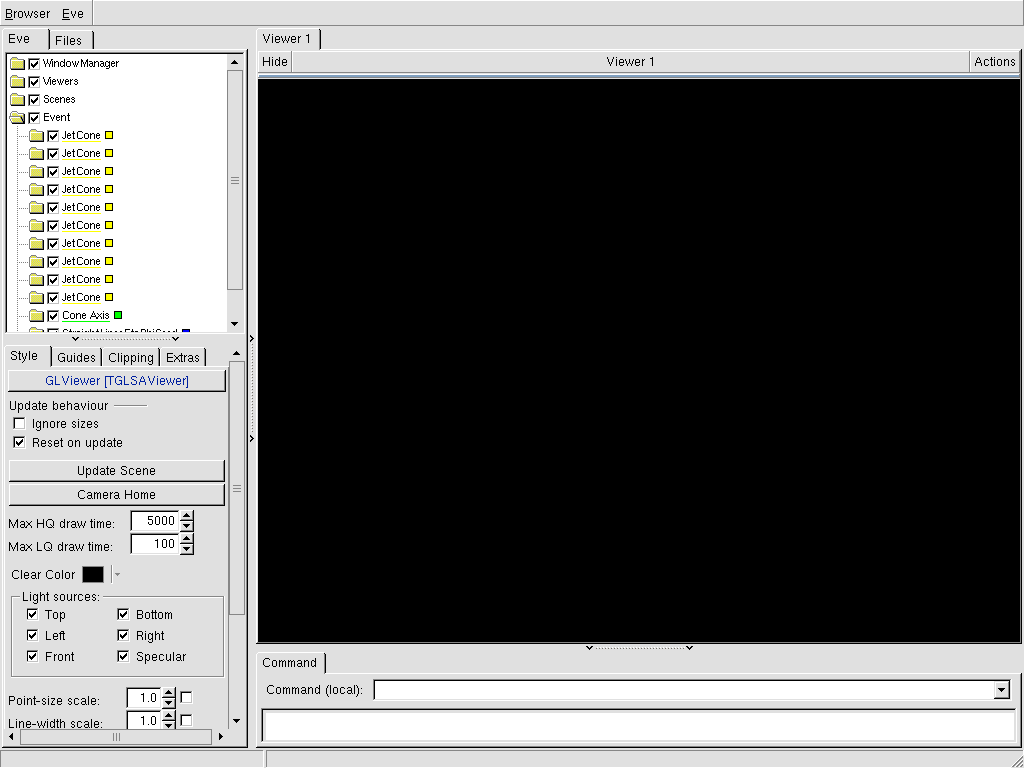 Browser Eve
Eve Files
WindowManager
Viewers
Scenes
Event
JetCone
JetCone
JetCone
JetCone
JetCone
JetCone
JetCone
JetCone
JetCone
JetCone
Cone Axis
Style Guides Clipping Extras
GLViewer [TGLSAViewer]
Update behaviour
Ignore sizes
Reset on update
Update Scene
Camera Home
Max HQ draw time: 5000
Max LQ draw time: 100
Clear Color
Light sources:
Top Bottom
Left Right
Front Specular
Point-size scale: 1.0
Line-width scale: 1.0
Viewer 1
Hide Viewer 1 Actions
Command
Command (local):